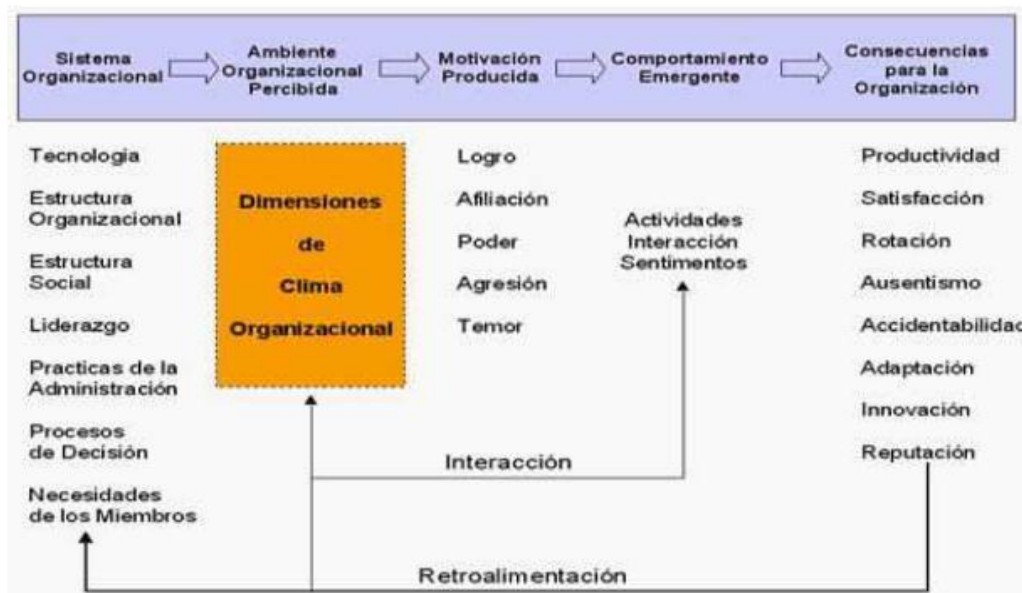 Sistema
Organizacional
Ambiente
Organizacional
Percibida
Motivación
Producida
Comportamiento
Emergente
Consecuencias
para la
Organización
Tecnologia
Estructura
Organizacional
Estructura
Social
Liderazgo
Practicas de la
Administración
Procesos
de Decisión
Necesidades
de los Miembros
Dimensiones
de
Clima
Organizacional
Logro
Afiliación
Poder
Agresión
Temor
Actividades
Interacción
Sentimentos
Productividad
Satisfacción
Rotación
Ausentismo
Accidentabilidad
Adaptación
Innovación
Reputación
Interacción
Retroalimentación